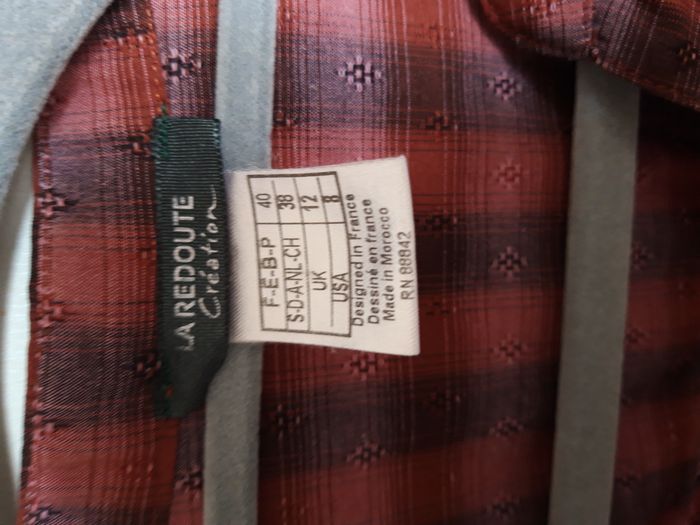 LA REDOUTE
Création
F-E-B-P 40
S-D-A-NL-CH 38
UK 12
USA 8
Designed in France
Dessiné en france
Made in Morocco
RN 88842